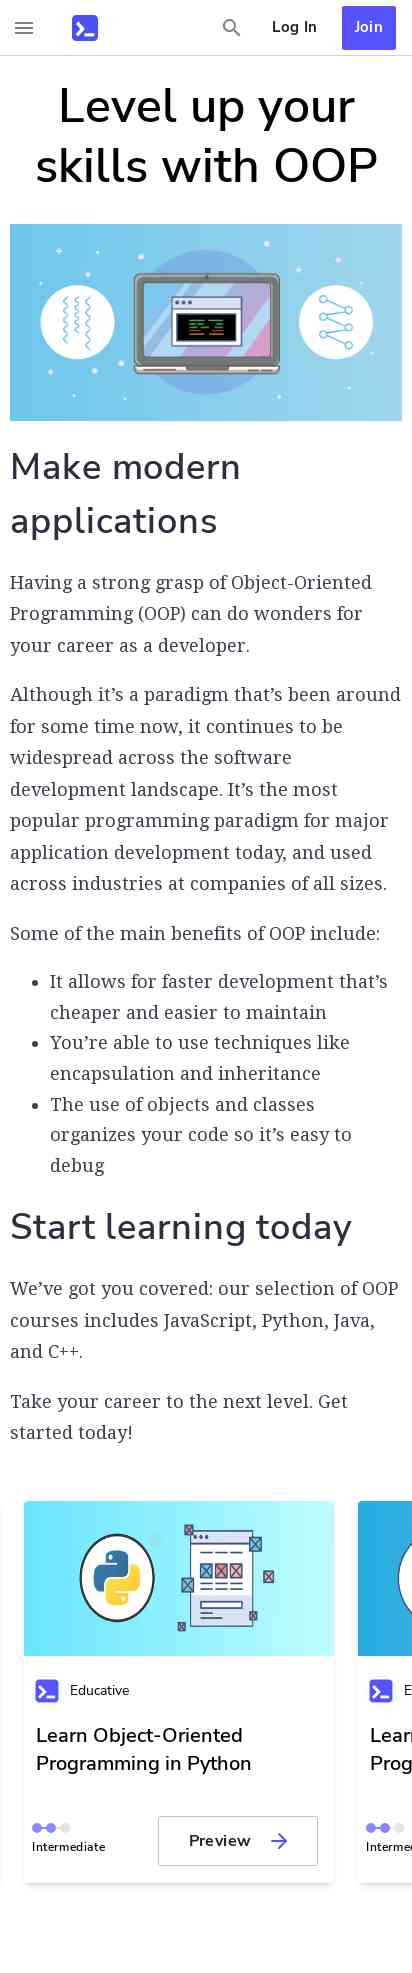 Log In
Join
Level up your
skills with OOP
Make modern
applications
Having a strong grasp of Object-Oriented
Programming (OOP) can do wonders for
your career as a developer.
Although it’s a paradigm that’s been around
for some time now, it continues to be
widespread across the software
development landscape. It’s the most
popular programming paradigm for major
application development today, and used
across industries at companies of all sizes.
Some of the main benefits of OOP include:
• It allows for faster development that’s
cheaper and easier to maintain
• You’re able to use techniques like
encapsulation and inheritance
• The use of objects and classes
organizes your code so it’s easy to
debug
Start learning today
We’ve got you covered: our selection of OOP
courses includes JavaScript, Python, Java,
and C++.
Take your career to the next level. Get
started today!
Educative
Learn Object-Oriented
Programming in Python
Intermediate
Preview